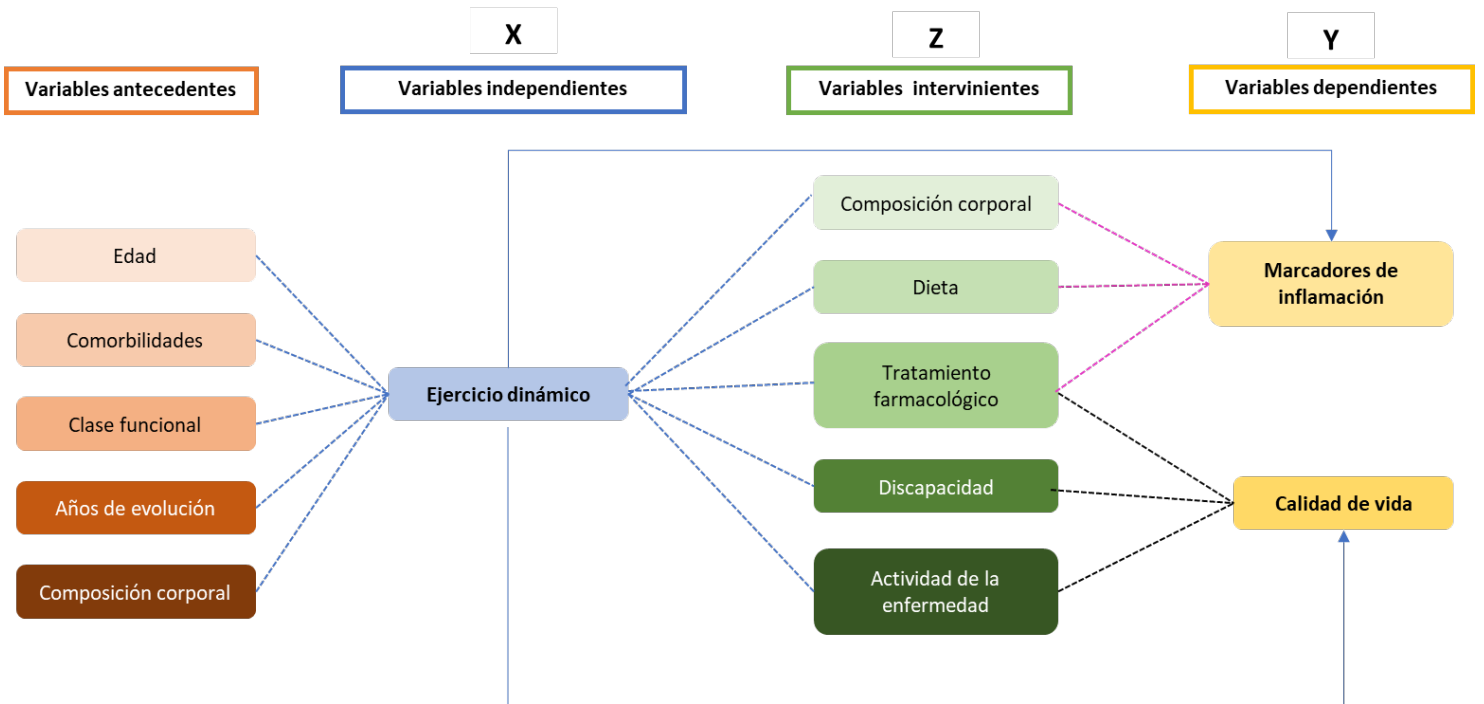 X
Z
Y
Variables antecedentes
Variables independientes
Variables intervinientes
Variables dependientes
Edad
Comorbilidades
Clase funcional
Años de evolución
Composición corporal
Ejercicio dinámico
Composición corporal
Dieta
Tratamiento
farmacológico
Discapacidad
Actividad de la
enfermedad
Marcadores de
inflamación
Calidad de vida